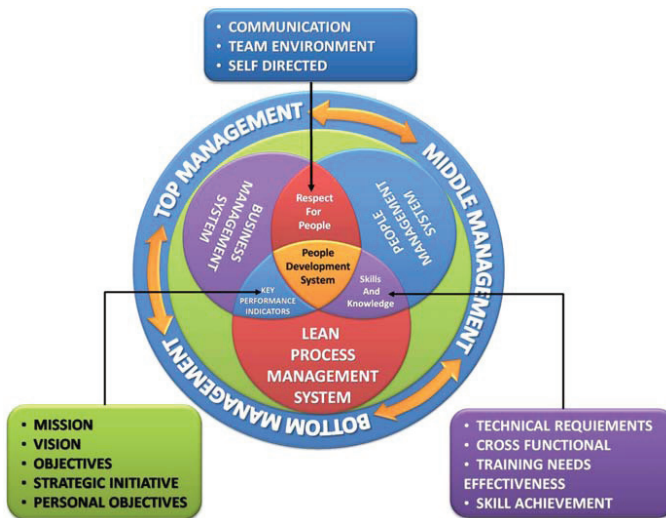 • COMMUNICATION
• TEAM ENVIRONMENT
• SELF DIRECTED
TOP MANAGEMENT
MIDDLE MANAGEMENT
BUSINESS
MANAGEMENT
SYSTEM
Respect
For
People
PEOPLE
MANAGEMENT
SYSTEM
People
Development
System
KEY
PERFORMANCE
INDICATORS
Skills
And
Knowledge
LEAN
PROCESS
MANAGEMENT
SYSTEM
BOTTOM MANAGEMENT
• MISSION
• VISION
• OBJECTIVES
• STRATEGIC INITIATIVE
• PERSONAL OBJECTIVES
• TECHNICAL REQUIEMENTS
• CROSS FUNCTIONAL
• TRAINING NEEDS
EFFECTIVENESS
• SKILL ACHIEVEMENT